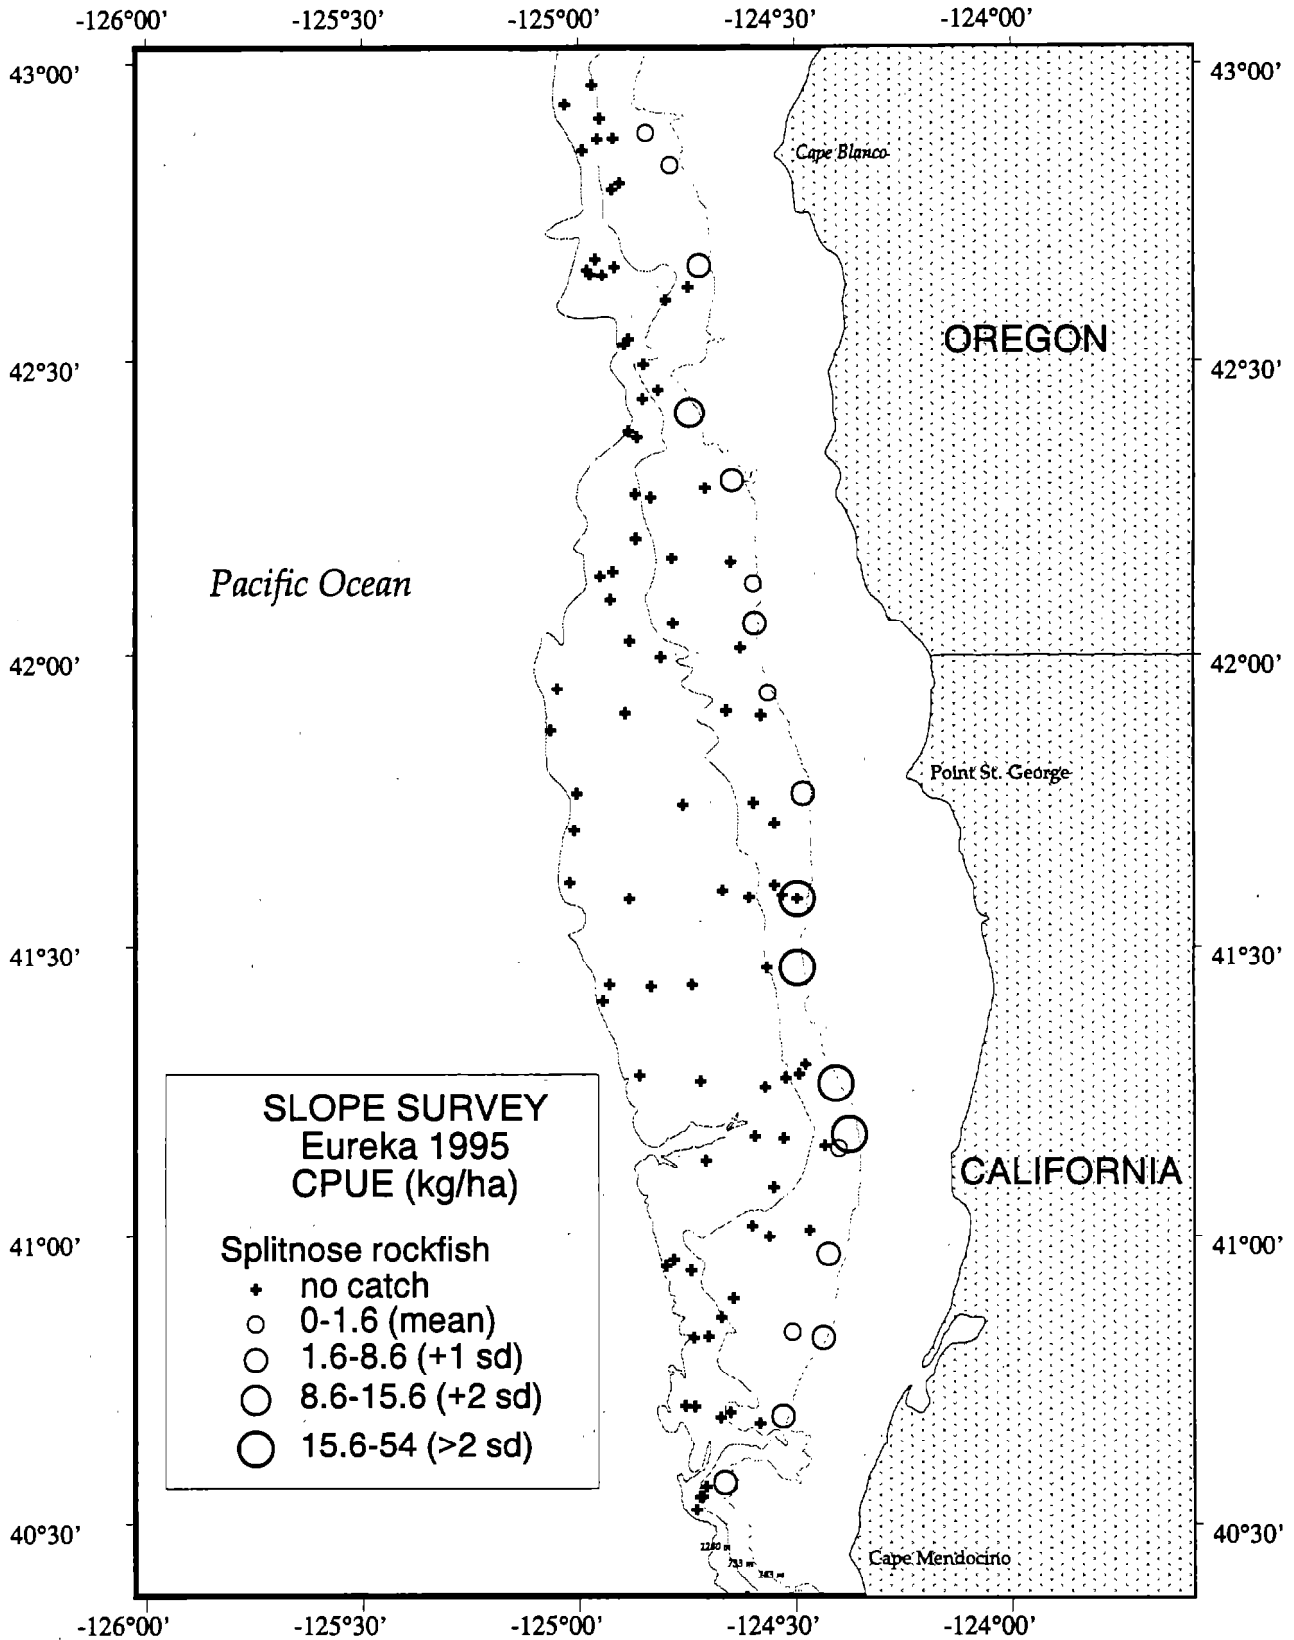 -126°00' -125°30' -125°00' -124°30' -124°00'
43°00' 43°00'
Cape Blanco
OREGON
42°30' 42°30'
Pacific Ocean
42°00' 42°00'
Point St. George
41°30' 41°30'
SLOPE SURVEY
Eureka 1995
CPUE (kg/ha)
CALIFORNIA
Splitnose rockfish
no catch
0-1.6 (mean)
1.6-8.6 (+1 sd)
8.6-15.6 (+2 sd)
15.6-54 (>2 sd)
41°00' 41°00'
40°30' 40°30'
1280 m
183 m
Cape Mendocino
-126°00' -125°30' -125°00' -124°30' -124°00'